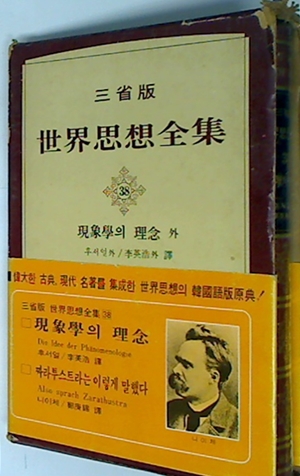 三省版
世界思想全集
38
現象學의 理念 外
후서얼外/李英浩外 譯
偉大한 古典, 現代 名著를 集成한 世界思想의 韓國語版原典!
三省版 世界思想全集 38
現象學의 理念
Die Idee der Phänomenologie
후서얼/李英浩 譯
짜라투스트라는 이렇게 말했다
Also sprach Zarathustra
니이체
譯